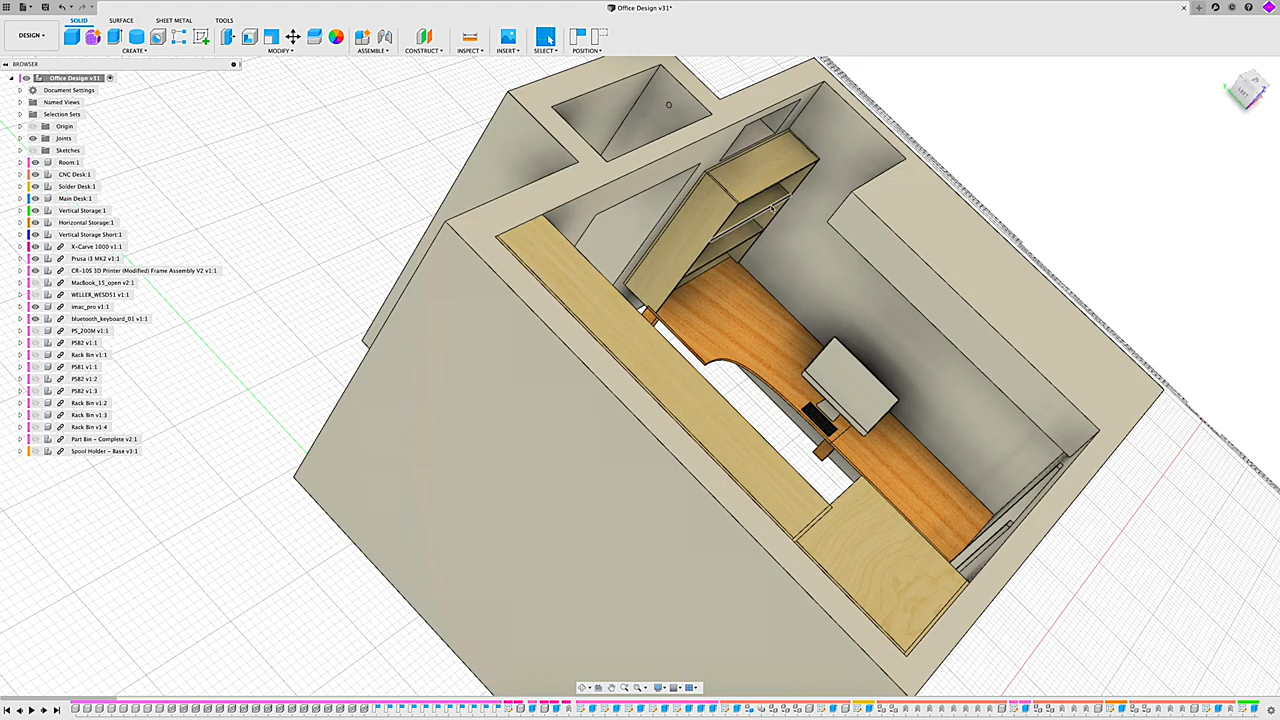 Office Design v31*
SOLID SURFACE SHEET METAL TOOLS
DESIGN
CREATE MODIFY ASSEMBLE CONSTRUCT INSPECT INSERT SELECT POSITION
BROWSER
Office Design v31
Document Settings
Named Views
Selection Sets
Origin
Joints
Sketches
Room:1
CNC Desk:1
Solder Desk:1
Main Desk:1
Vertical Storage:1
Horizontal Storage:1
Vertical Storage Short:1
X-Carve 1000 v1:1
Prusa i3 MK2 v1:1
CR-10S 3D Printer (Modified) Frame Assembly V2 v1:1
MacBook_15_open v2:1
WELLER_WESD51 v1:1
imac_pro v1:1
bluetooth_keyboard_01 v1:1
PS_200M v1:1
PSB2 v1:1
Rack Bin v1:1
PSB1 v1:1
PSB2 v1:2
PSB2 v1:3
Rack Bin v1:2
Rack Bin v1:3
Rack Bin v1:4
Part Bin - Complete v2:1
Spool Holder - Base v3:1
LEFT